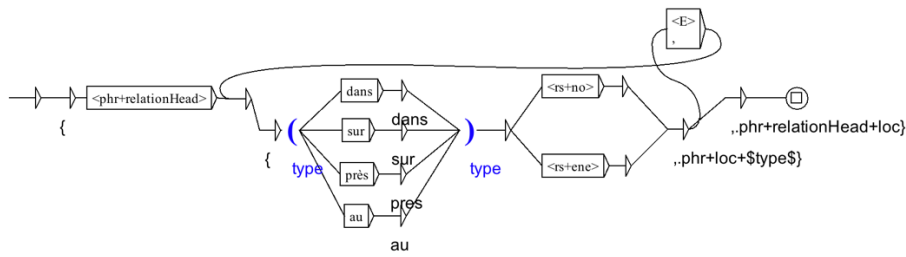 <E>
,
<phr+relationHead>
{
{
(
type
dans
dans
sur
sur
près
pres
au
au
)
type
<rs+no>
<rs+ene>
,.phr+loc+$type$}
,.phr+relationHead+loc}